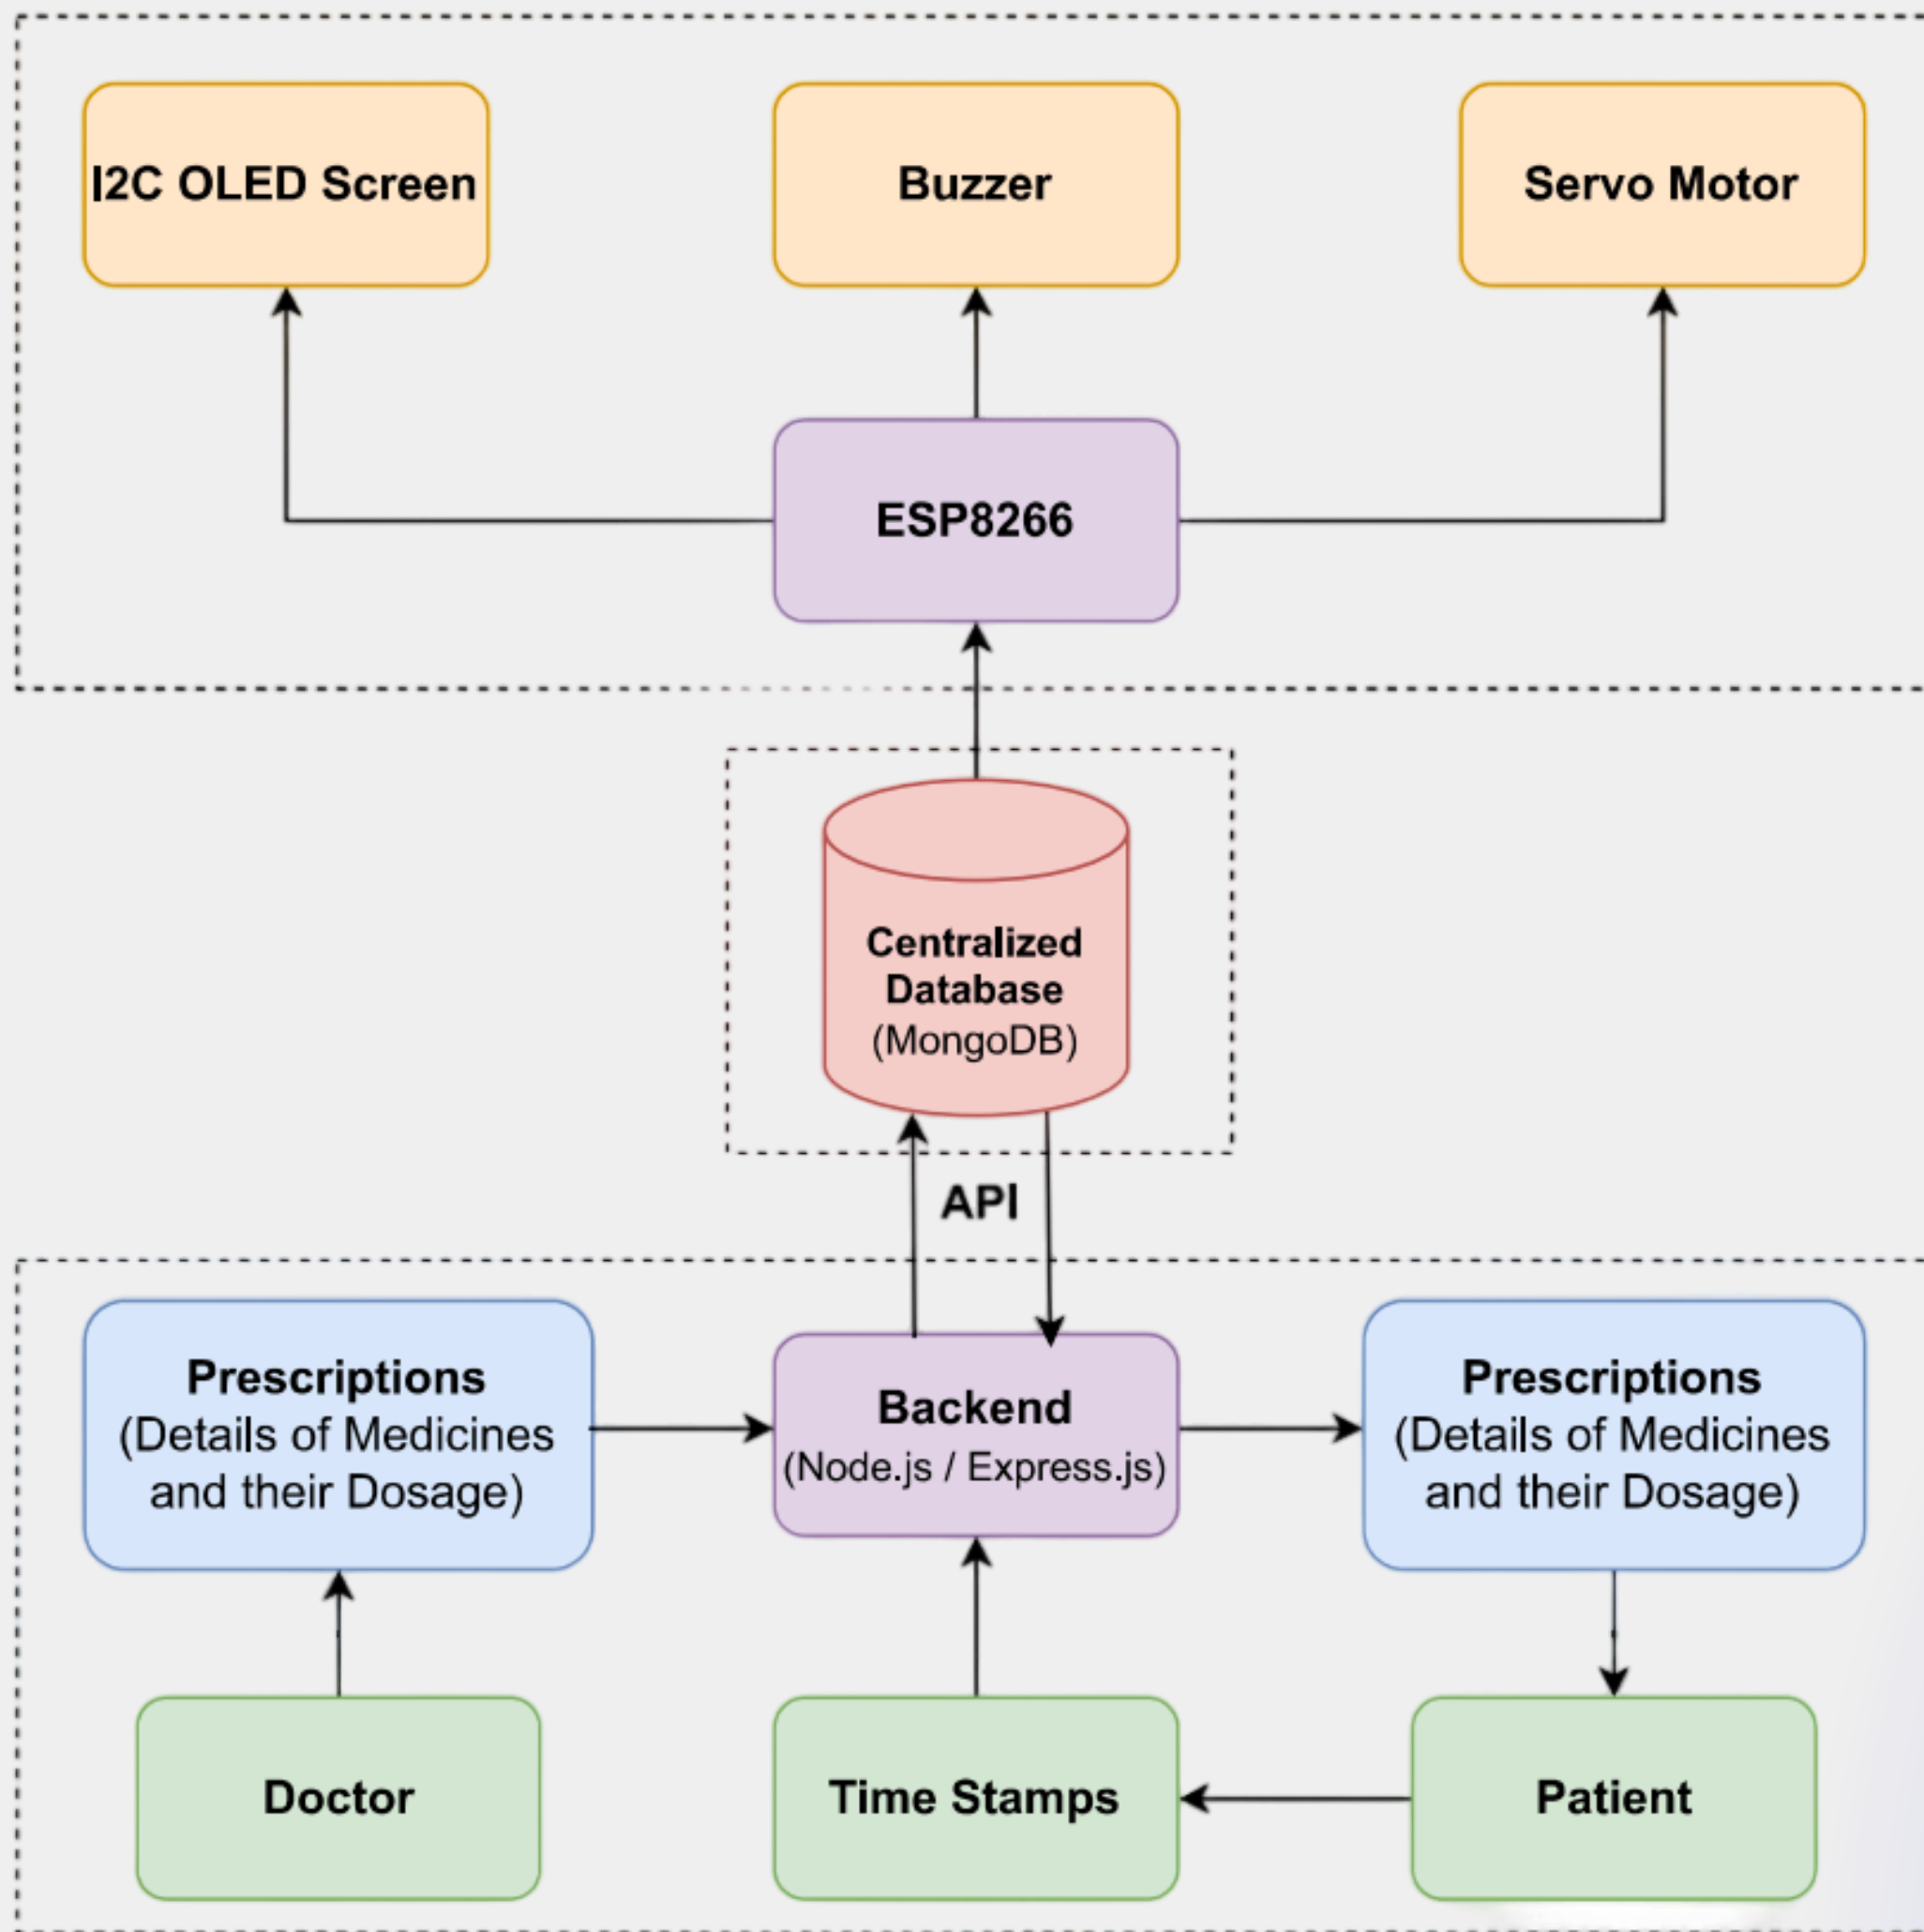 I2C OLED Screen
Buzzer
Servo Motor
ESP8266
Centralized
Database
(MongoDB)
API
Prescriptions
(Details of Medicines
and their Dosage)
Backend
(Node.js / Express.js)
Prescriptions
(Details of Medicines
and their Dosage)
Doctor
Time Stamps
Patient